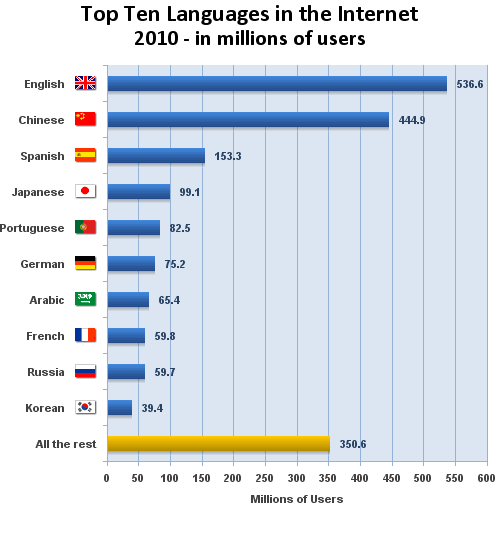 Top Ten Languages in the Internet
2010 - in millions of users
English 536.6
Chinese 444.9
Spanish 153.3
Japanese 99.1
Portuguese 82.5
German 75.2
Arabic 65.4
French 59.8
Russia 59.7
Korean 39.4
All the rest 350.6
0 50 100 150 200 250 300 350 400 450 500 550 600
Millions of Users